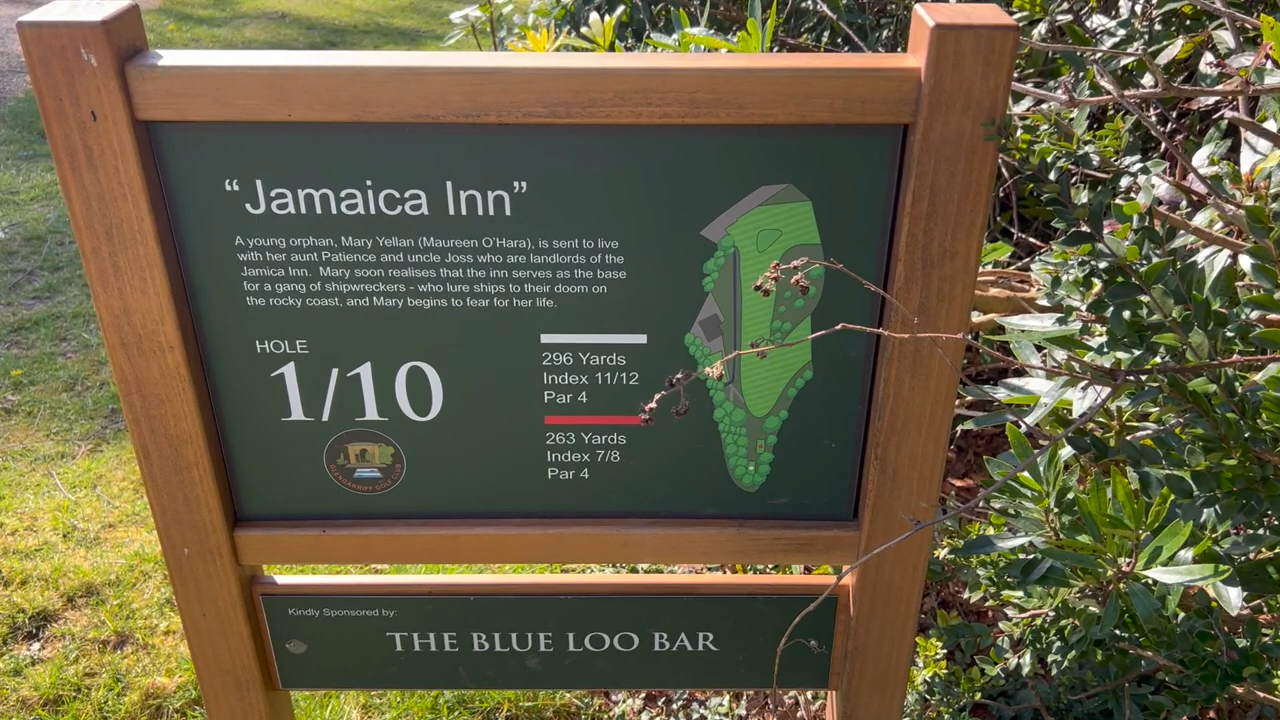 “Jamaica Inn”
A young orphan, Mary Yellan (Maureen O’Hara), is sent to live
with her aunt Patience and uncle Joss who are landlords of the
Jamica Inn. Mary soon realises that the inn serves as the base
for a gang of shipwreckers - who lure ships to their doom on
the rocky coast, and Mary begins to fear for her life.
HOLE
1/10
296 Yards
Index 11/12
Par 4
263 Yards
Index 7/8
Par 4
GLENGARRIFF GOLF CLUB
Kindly Sponsored by:
THE BLUE LOO BAR